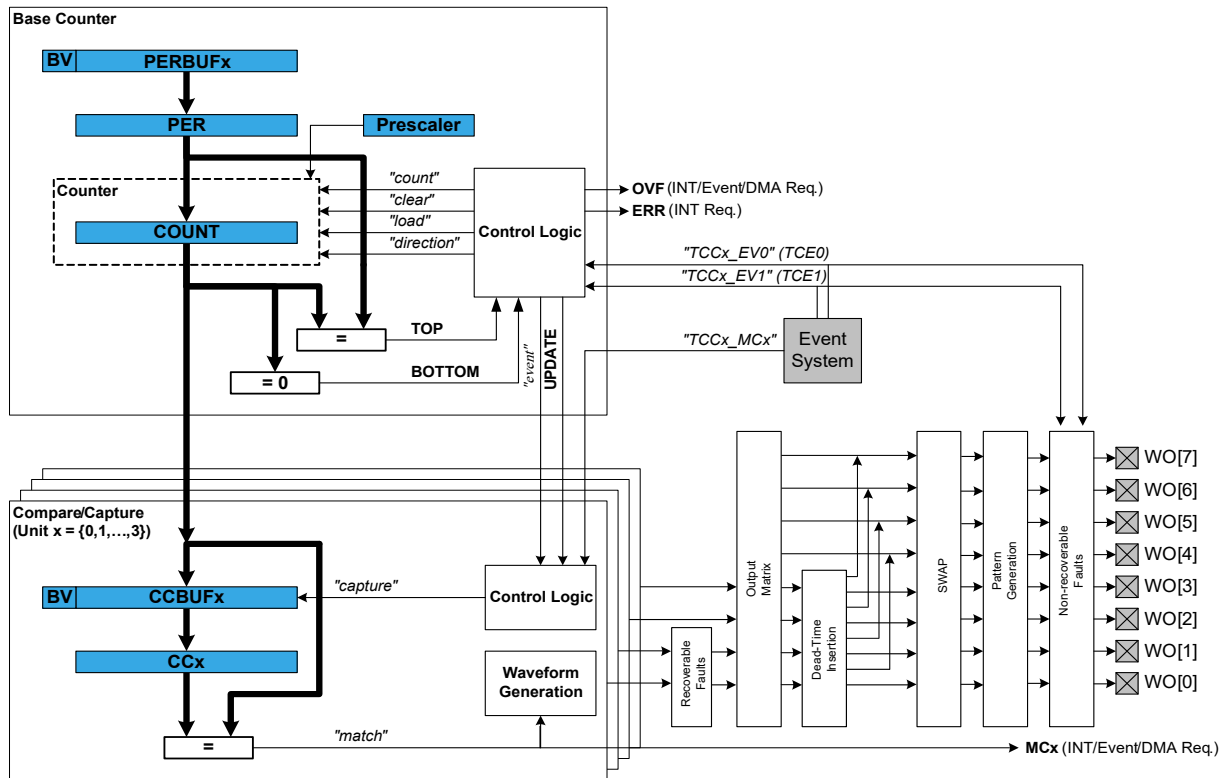 Base Counter
BV PERBUFx
PER
Prescaler
Counter
COUNT
"count"
"clear"
"load"
"direction"
Control Logic
OVF (INT/Event/DMA Req.)
ERR (INT Req.)
"TCCx_EV0" (TCE0)
"TCCx_EV1" (TCE1)
"TCCx_MCx"
Event
System
=
TOP
= 0
BOTTOM
"event"
UPDATE
Compare/Capture
(Unit x = {0,1,…,3})
BV CCBUFx
"capture"
Control Logic
CCx
Waveform
Generation
=
"match"
Recoverable
Faults
Output
Matrix
Dead-Time
Insertion
SWAP
Pattern
Generation
Non-recoverable
Faults
WO[7]
WO[6]
WO[5]
WO[4]
WO[3]
WO[2]
WO[1]
WO[0]
MCx (INT/Event/DMA Req.)